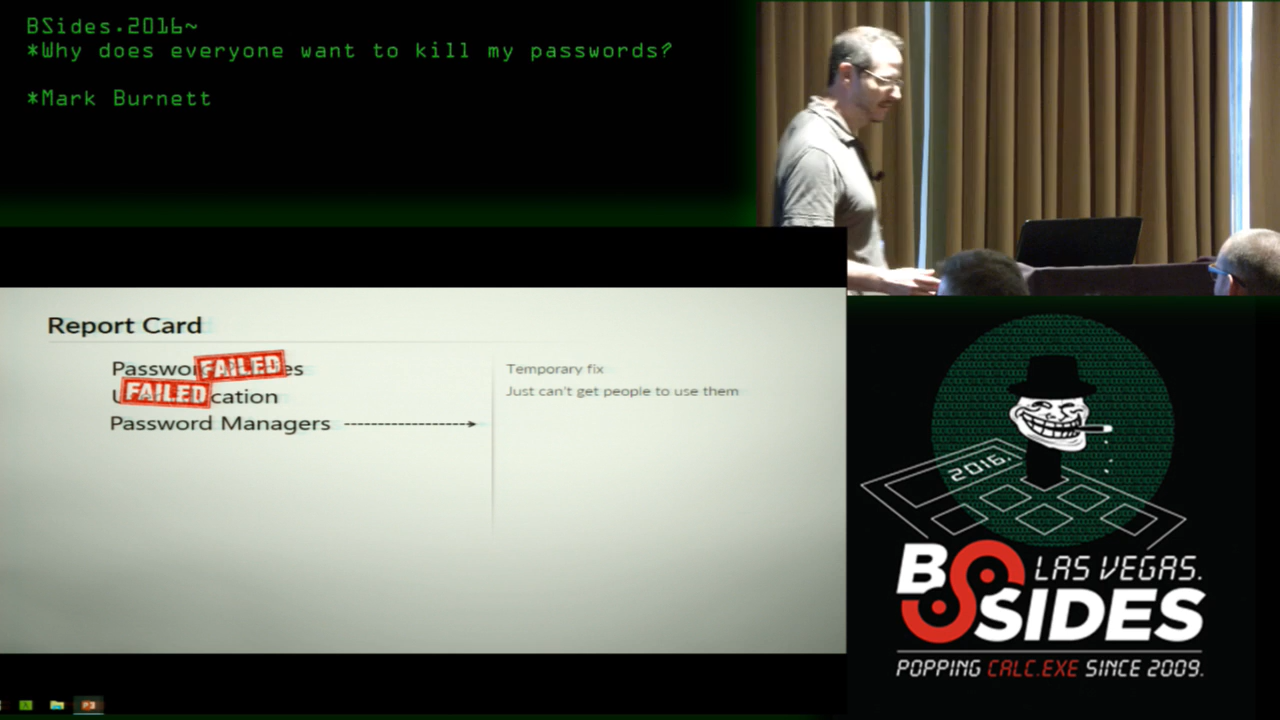 BSides.2016~
*Why does everyone want to kill my passwords?
*Mark Burnett
Report Card
FAILED
FAILED
Password Managers
Temporary fix
Just can't get people to use them
2016.
BSIDES
LAS VEGAS.
POPPING CALC.EXE SINCE 2009.